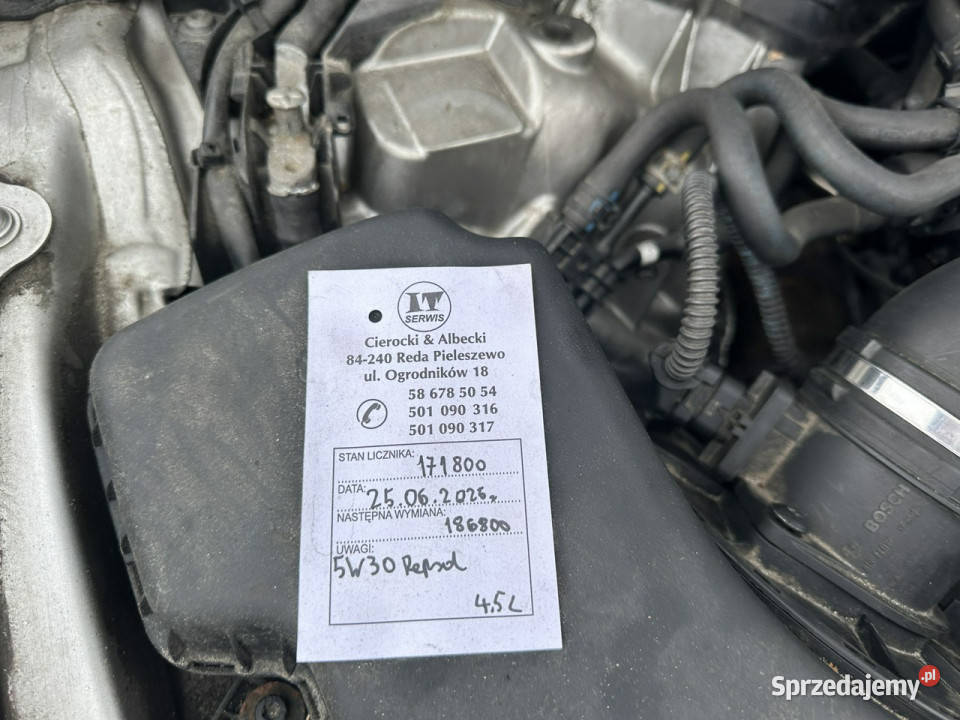 IT
SERWIS
Cierocki & Albecki
84-240 Reda Pieleszewo
ul. Ogrodników 18
58 678 50 54
501 090 316
501 090 317
STAN LICZNIKA: 171800
DATA: 25.06.2026r
NASTĘPNA WYMIANA: 186800
UWAGI:
5W30 Repsol
4.5L
BOSCH
Sprzedajemy.pl